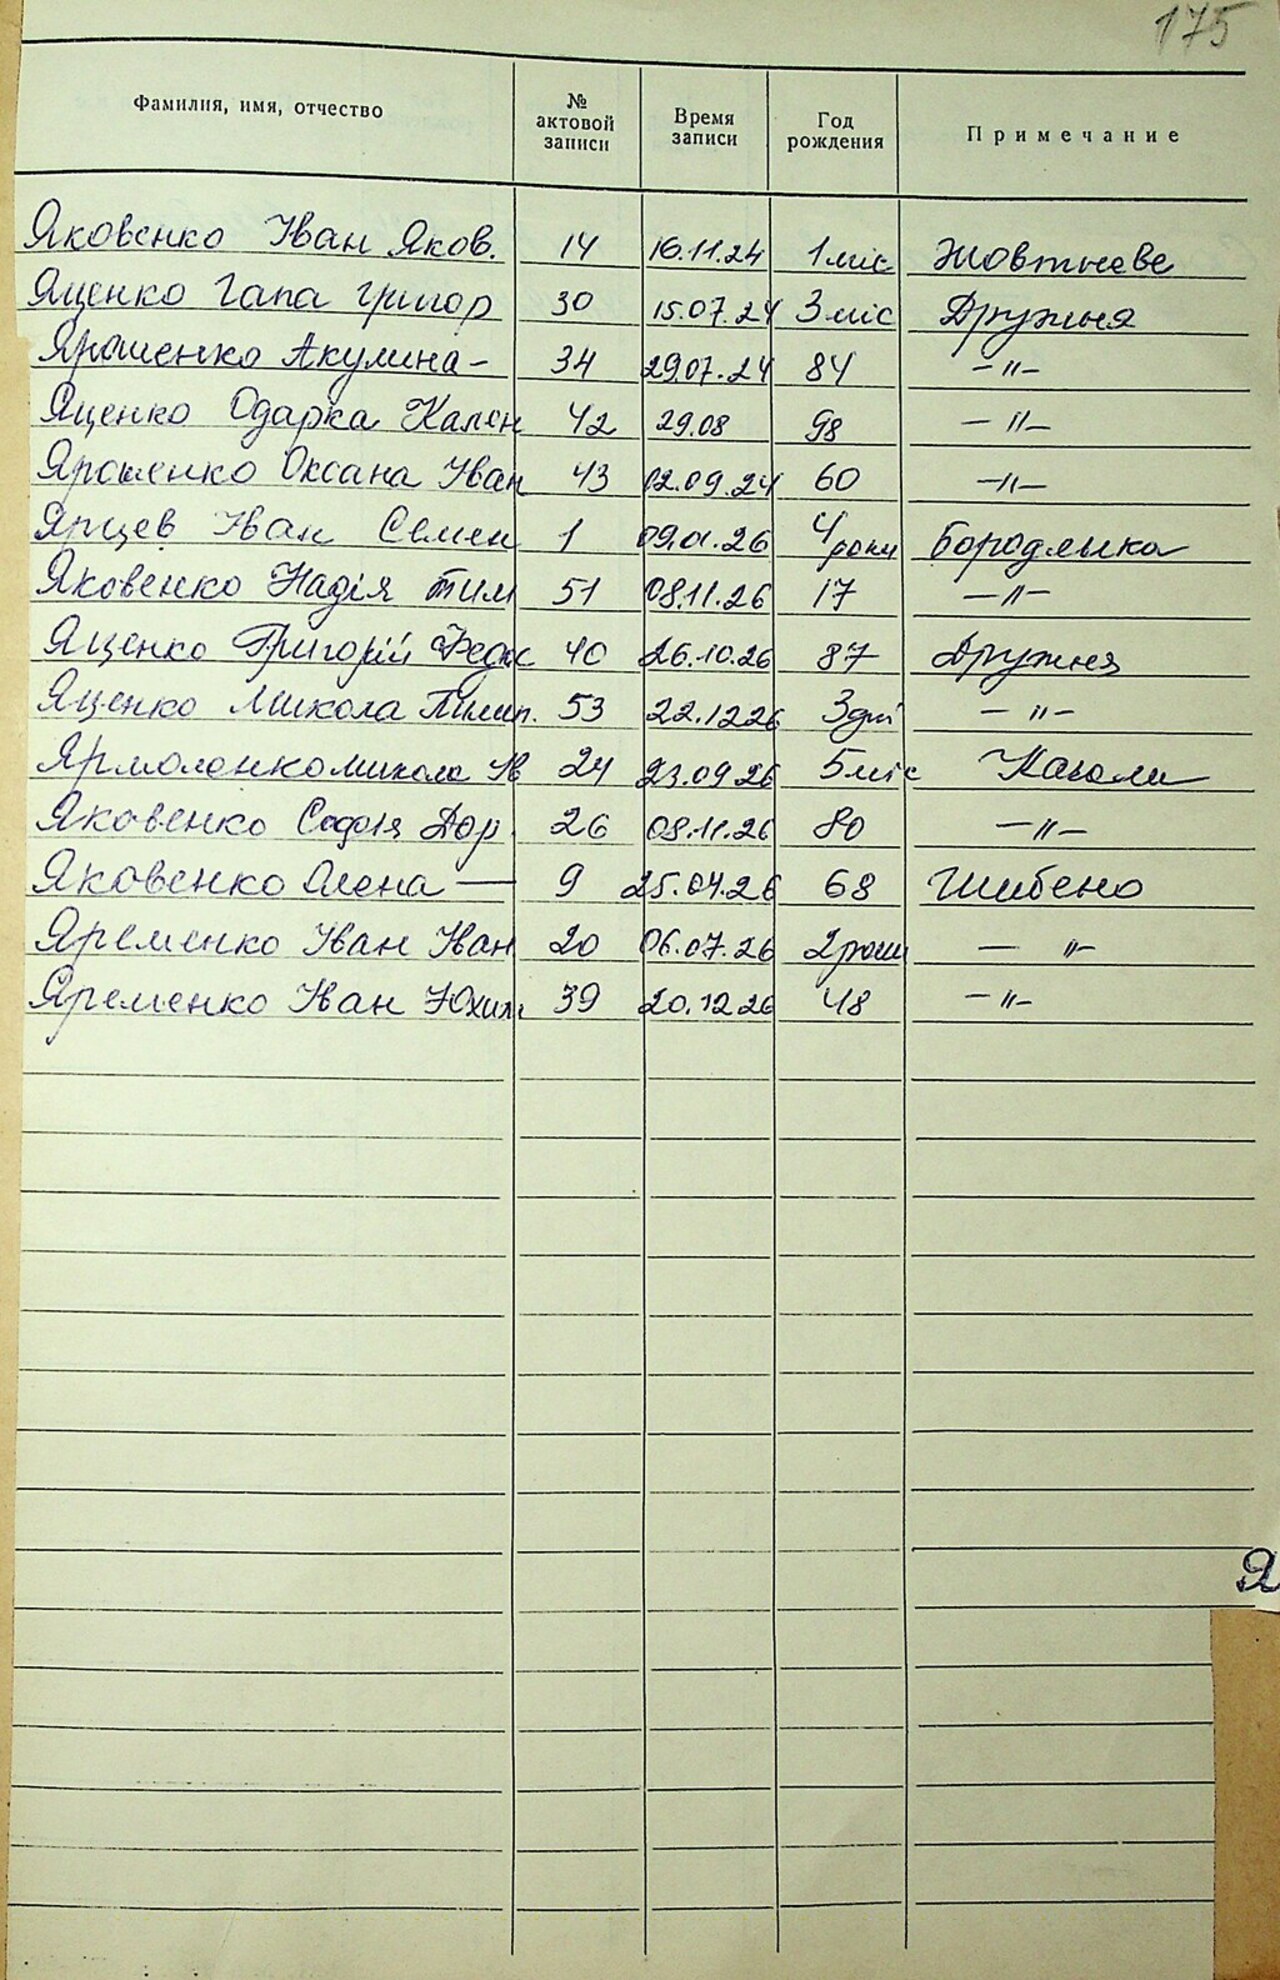 175
Фамилия, имя, отчество № актовой записи Время записи Год рождения Примечание
Яковенко Іван Яков. 14 16.11.24 1 міс Жовтневе
Яценко Гапа Григор 30 15.07.24 3 міс Дружня
Ярошенко Акулина - 34 29.07.24 84 -"-
Яценко Одарка Кален 42 29.08 98 -"-
Ярошенко Оксана Іван 43 02.09.24 60 -"-
Ярцев Іван Семен 1 09.01.26 4 роки Бородянка
Яковенко Надія Тим 51 08.11.26 17 -"-
Яценко Григорій Федос 40 26.10.26 87 Дружня
Яценко Микола Пилип. 53 22.12 26 3 дні -"-
Ярмоленко Микола Ів 24 23.09 26 5 міс Качали
Яковенко Софія Дор 26 08.11.26 80 -"-
Яковенко Олена — 9 25.04.26 68 Шибено
Яременко Іван Іван 20 06.07.26 2 роки — "-
Яременко Іван Юхим 39 20.12 26 48 -"-
Я